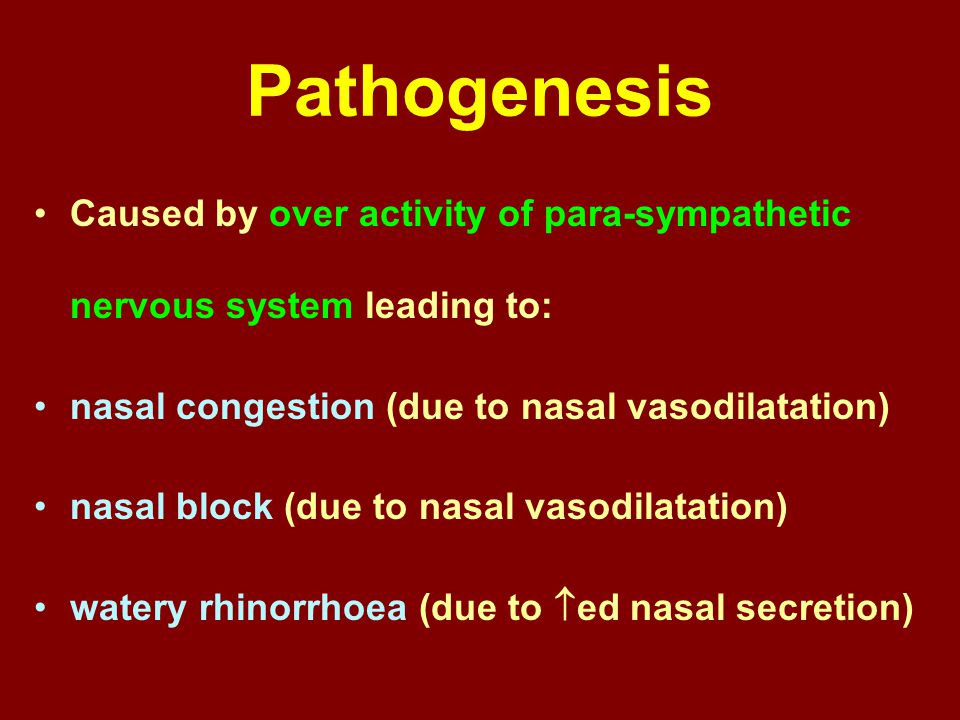 Pathogenesis
• Caused by over activity of para-sympathetic
nervous system leading to:
• nasal congestion (due to nasal vasodilatation)
• nasal block (due to nasal vasodilatation)
• watery rhinorrhoea (due to ↑ed nasal secretion)